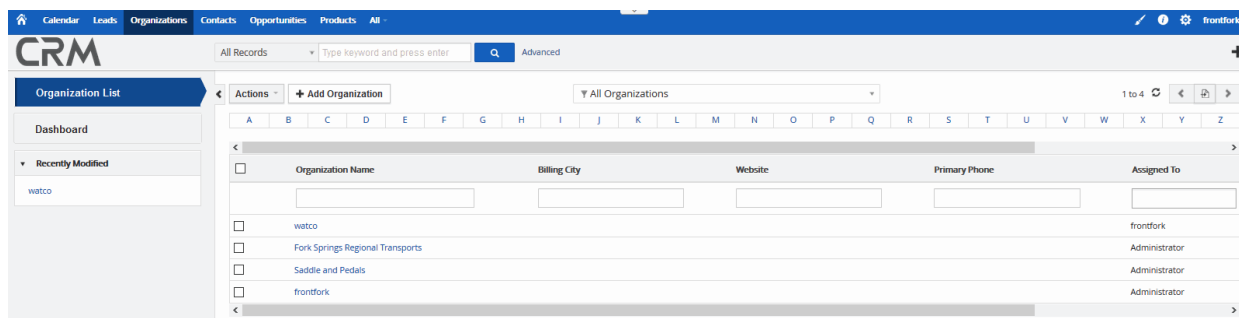 Calendar Leads Organizations Contacts Opportunities Products All frontfork
CRM All Records Type keyword and press enter Advanced
Organization List Actions + Add Organization All Organizations 1 to 4
A B C D E F G H I J K L M N O P Q R S T U V W X Y Z
Dashboard
Recently Modified
Organization Name Billing City Website Primary Phone Assigned To
watco
watco frontfork
Fork Springs Regional Transports Administrator
Saddle and Pedals Administrator
frontfork Administrator